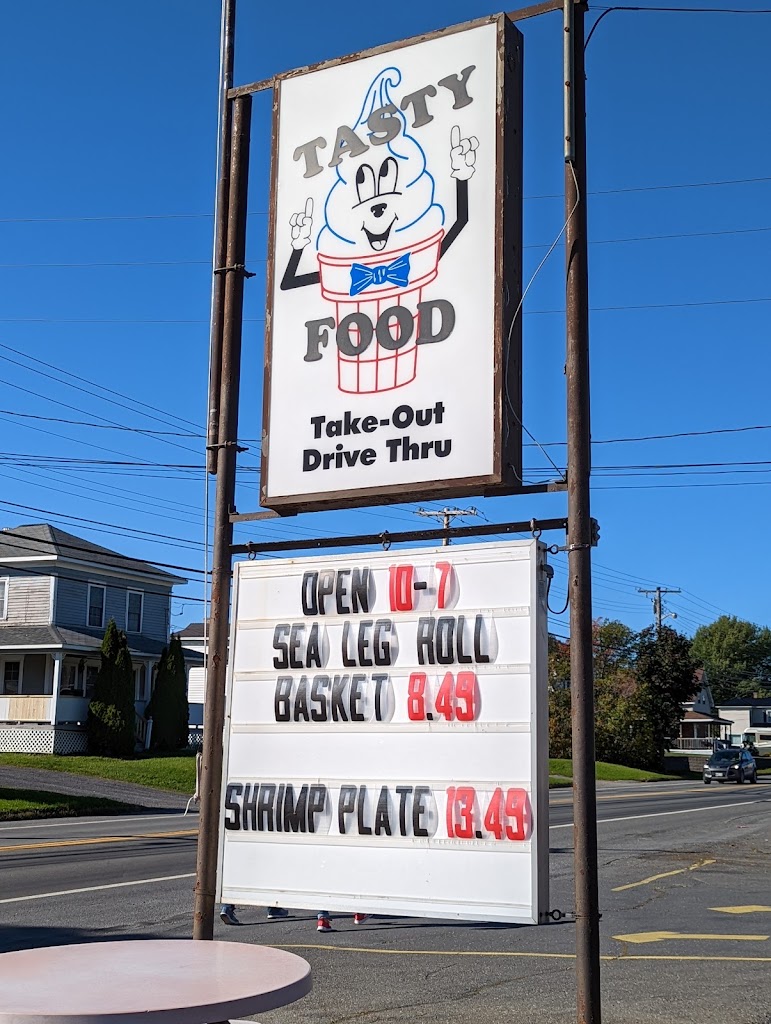 TASTY
FOOD
Take-Out
Drive Thru
OPEN 10-7
SEA LEG ROLL
BASKET 8.49
SHRIMP PLATE 13.49